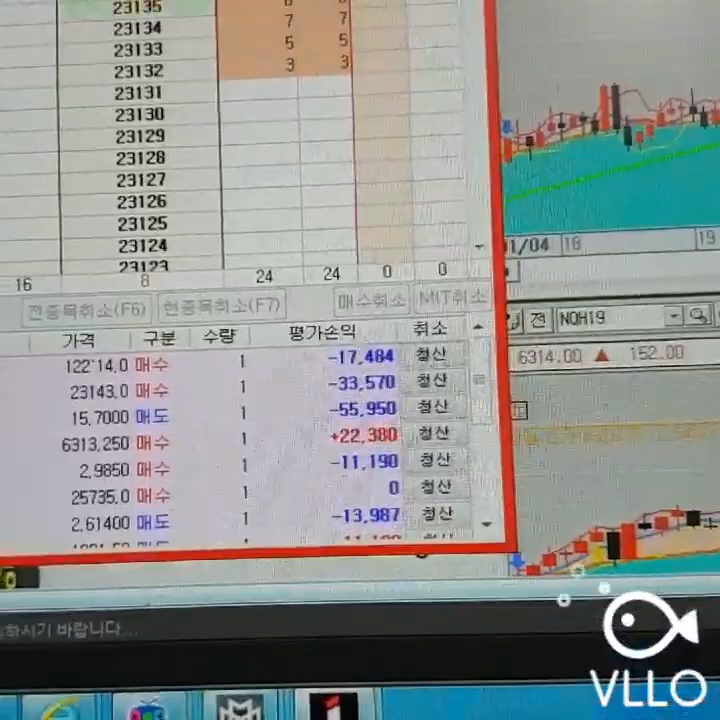 23135 6 6
23134 7 7
23133 5 5
23132 3 3
23131
23130
23129
23128
23127
23126
23125
23124
23123
16 8 24 24 0 0
전종목취소(F6) 현종목취소(F7) 매수취소 MIT취소
가격 구분 수량 평가손익 취소
122'14.0 매수 1 -17,484 청산
23143.0 매수 1 -33,570 청산
15.7000 매도 1 -55,950 청산
6313.250 매수 1 +22,380 청산
2.9850 매수 1 -11,190 청산
25735.0 매수 1 0 청산
2.61400 매도 1 -13,987 청산
01/04 18 19
전 NQH19
6314.00 ▲ 152.00
하시기 바랍니다...
VLLO